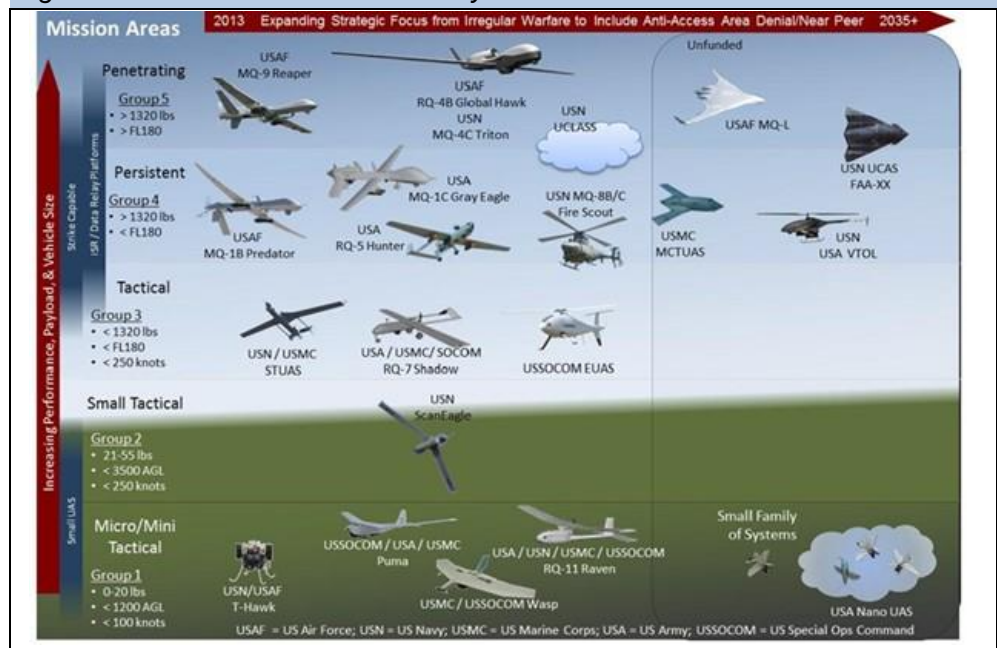 Mission Areas
2013 Expanding Strategic Focus from Irregular Warfare to Include Anti-Access Area Denial/Near Peer 2035+
Increasing Performance, Payload, & Vehicle Size
Strike Capable
ISR / Data Relay Platforms
Small UAS
Penetrating
Group 5
• > 1320 lbs
• > FL180
USAF
MQ-9 Reaper
USAF
RQ-4B Global Hawk
USN
MQ-4C Triton
USN
UCLASS
Unfunded
USAF MQ-L
USN UCAS
FAA-XX
Persistent
Group 4
• > 1320 lbs
• < FL180
USAF
MQ-1B Predator
USA
MQ-1C Gray Eagle
USA
RQ-5 Hunter
USN MQ-8B/C
Fire Scout
USMC
MCTUAS
USN
USA VTOL
Tactical
Group 3
• < 1320 lbs
• < FL180
• < 250 knots
USN / USMC
STUAS
USA / USMC/ SOCOM
RQ-7 Shadow
USSOCOM EUAS
Small Tactical
Group 2
• 21-55 lbs
• < 3500 AGL
• < 250 knots
USN
ScanEagle
Micro/Mini
Tactical
Group 1
• 0-20 lbs
• < 1200 AGL
• < 100 knots
USN/USAF
T-Hawk
USSOCOM / USA / USMC
Puma
USMC / USSOCOM Wasp
USA / USN / USMC / USSOCOM
RQ-11 Raven
Small Family
of Systems
USA Nano UAS
USAF = US Air Force; USN = US Navy; USMC = US Marine Corps; USA = US Army; USSOCOM = US Special Ops Command